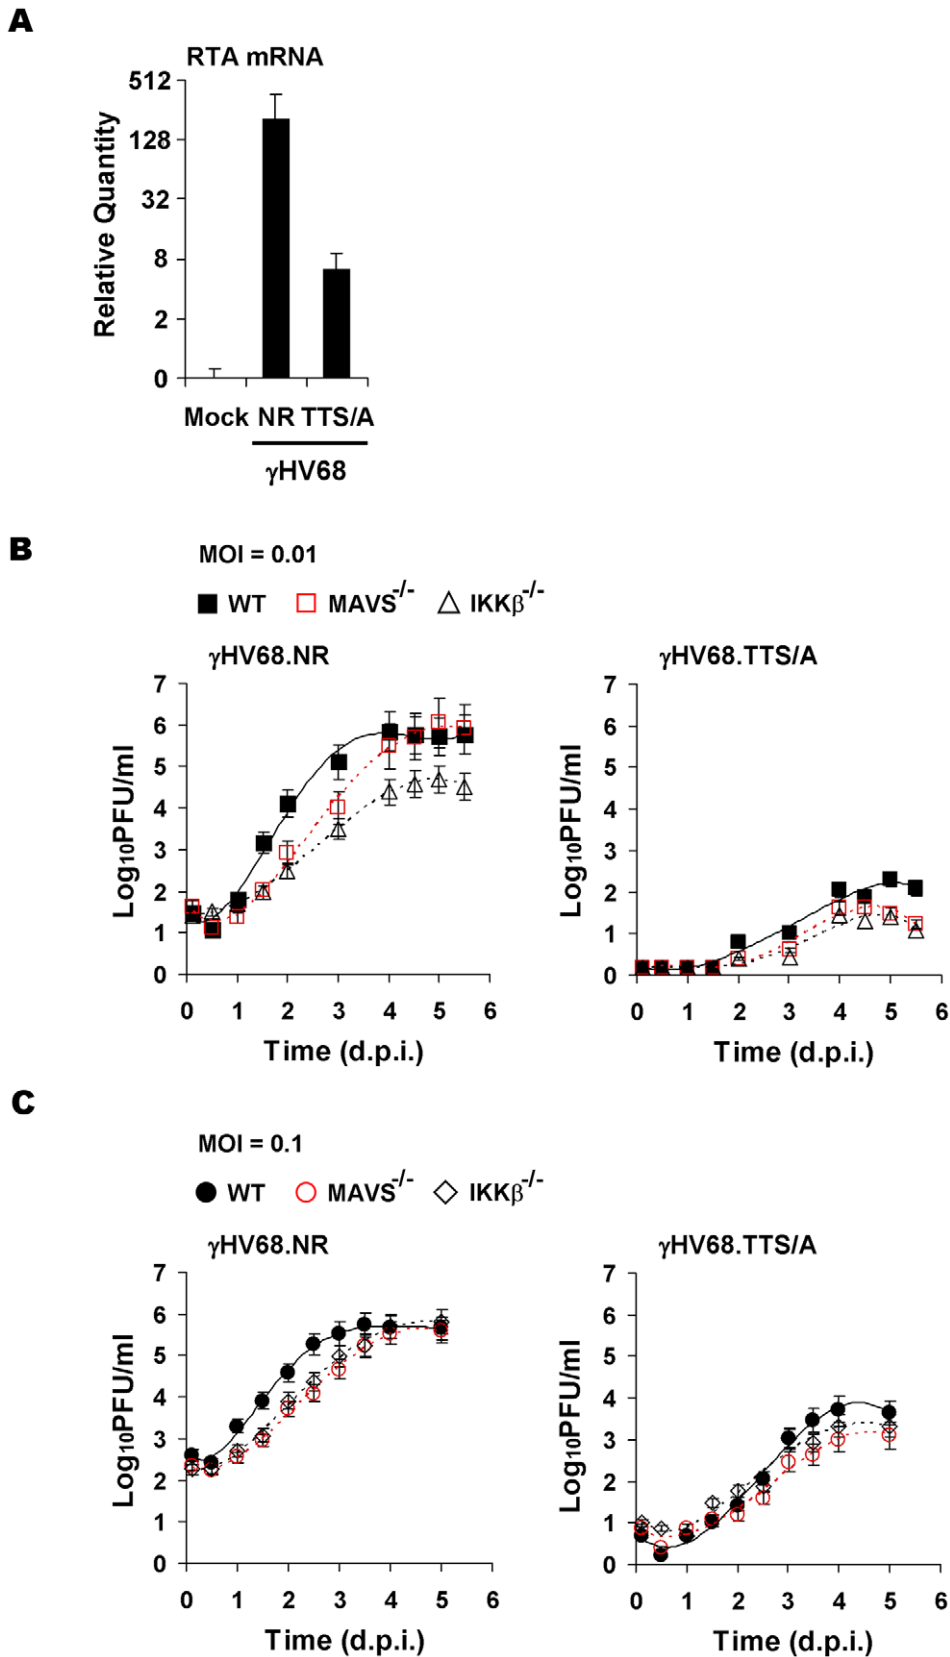 A
RTA mRNA
512
128
32
8
2
0
Relative Quantity
Mock NR TTS/A
γHV68
B
MOI = 0.01
WT MAVS-/- IKKβ-/-
γHV68.NR
7
6
5
4
3
2
1
0
Log10PFU/ml
0 1 2 3 4 5 6
Time (d.p.i.)
γHV68.TTS/A
7
6
5
4
3
2
1
0
Log10PFU/ml
0 1 2 3 4 5 6
Time (d.p.i.)
C
MOI = 0.1
WT MAVS-/- IKKβ-/-
γHV68.NR
7
6
5
4
3
2
1
0
Log10PFU/ml
0 1 2 3 4 5 6
Time (d.p.i.)
γHV68.TTS/A
7
6
5
4
3
2
1
0
Log10PFU/ml
0 1 2 3 4 5 6
Time (d.p.i.)